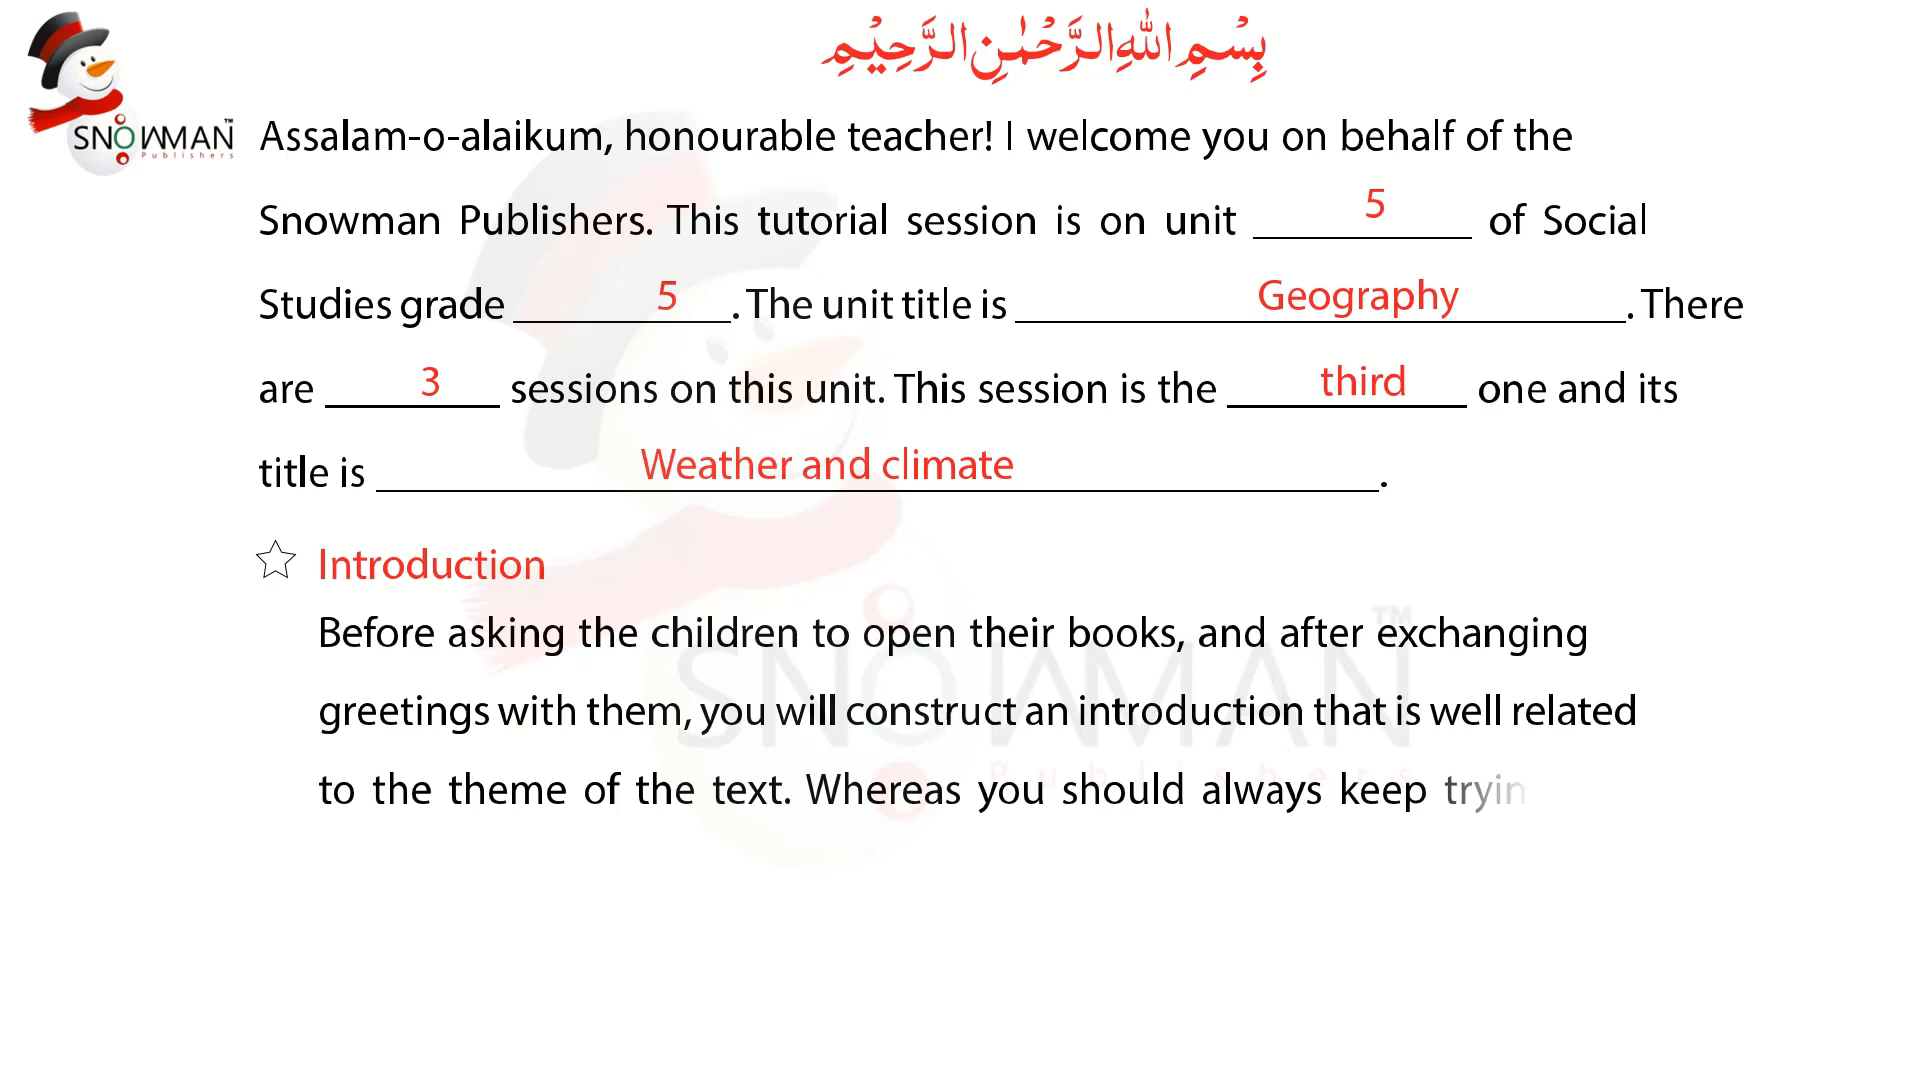 بِسْمِ اللّٰهِ الرَّحْمٰنِ الرَّحِيْمِ
SNOWMAN™
Publishers
Assalam-o-alaikum, honourable teacher! I welcome you on behalf of the
Snowman Publishers. This tutorial session is on unit 5 of Social
Studies grade 5. The unit title is Geography. There
are 3 sessions on this unit. This session is the third one and its
title is Weather and climate.
Introduction
Before asking the children to open their books, and after exchanging
greetings with them, you will construct an introduction that is well related
to the theme of the text. Whereas you should always keep tryin
SNOWMAN™
Publishers